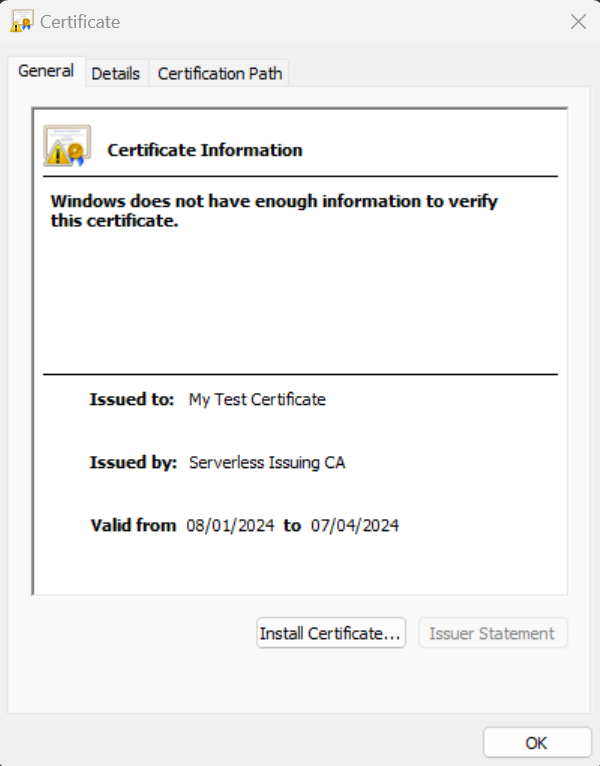 Certificate
General Details Certification Path
Certificate Information
Windows does not have enough information to verify
this certificate.
Issued to: My Test Certificate
Issued by: Serverless Issuing CA
Valid from 08/01/2024 to 07/04/2024
Install Certificate... Issuer Statement
OK